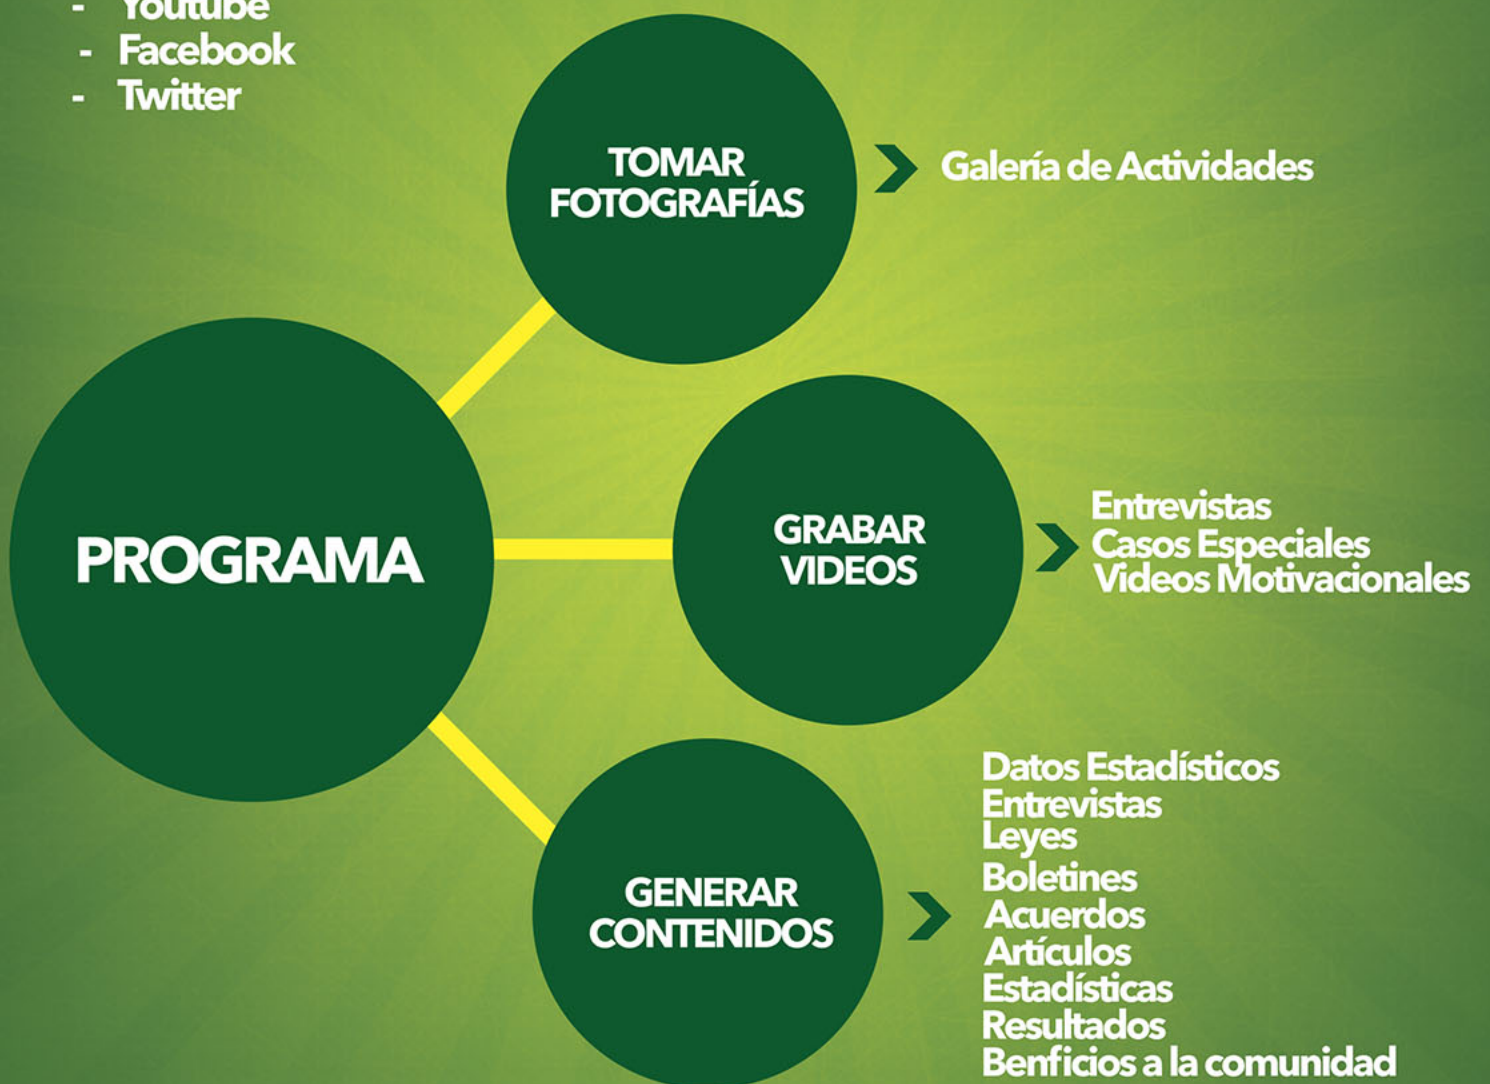 - Youtube
- Facebook
- Twitter
TOMAR
FOTOGRAFÍAS
Galería de Actividades
PROGRAMA
GRABAR
VIDEOS
Entrevistas
Casos Especiales
Videos Motivacionales
GENERAR
CONTENIDOS
Datos Estadísticos
Entrevistas
Leyes
Boletines
Acuerdos
Artículos
Estadísticas
Resultados
Benficios a la comunidad